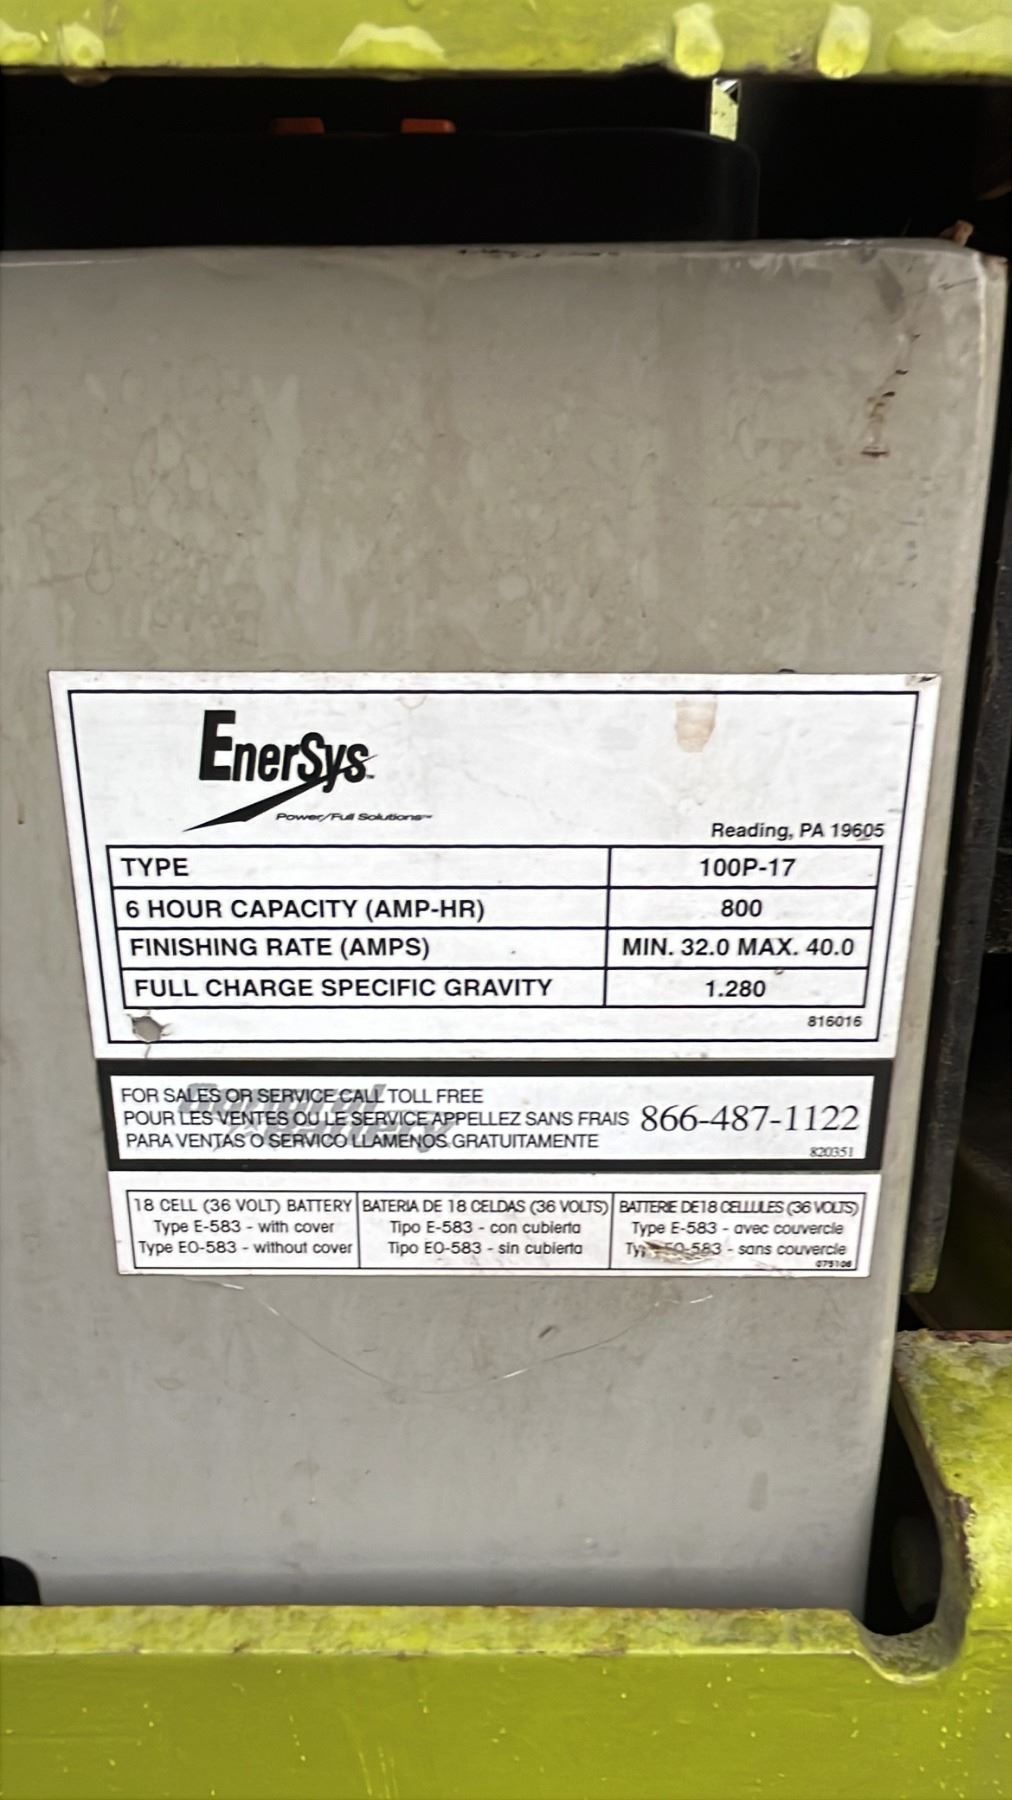 EnerSys™
Power/Full Solutions™
Reading, PA 19605
TYPE 100P-17
6 HOUR CAPACITY (AMP-HR) 800
FINISHING RATE (AMPS) MIN. 32.0 MAX. 40.0
FULL CHARGE SPECIFIC GRAVITY 1.280
816016
FOR SALES OR SERVICE CALL TOLL FREE
POUR LES VENTES OU LE SERVICE APPELLEZ SANS FRAIS 866-487-1122
PARA VENTAS O SERVICO LLAMENOS GRATUITAMENTE
820351
18 CELL (36 VOLT) BATTERY
Type E-583 - with cover
Type EO-583 - without cover
BATERIA DE 18 CELDAS (36 VOLTS)
Tipo E-583 - con cubierta
Tipo EO-583 - sin cubierta
BATTERIE DE18 CELLULES (36 VOLTS)
Type E-583 - avec couvercle
-583 - sans couvercle
075108